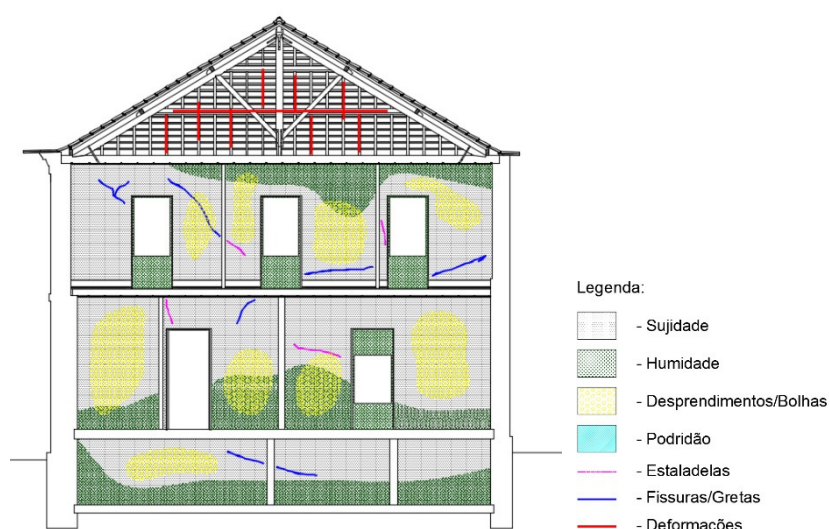 Legenda:
- Sujidade
- Humidade
- Desprendimentos/Bolhas
- Podridão
- Estaladelas
- Fissuras/Gretas
- Deformações